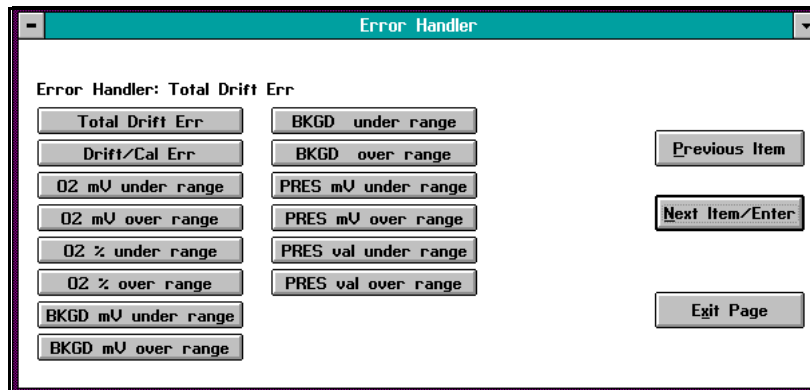 Error Handler
Error Handler: Total Drift Err
Total Drift Err
Drift/Cal Err
O2 mV under range
O2 mV over range
O2 % under range
O2 % over range
BKGD mV under range
BKGD mV over range
BKGD under range
BKGD over range
PRES mV under range
PRES mV over range
PRES val under range
PRES val over range
Previous Item
Next Item/Enter
Exit Page